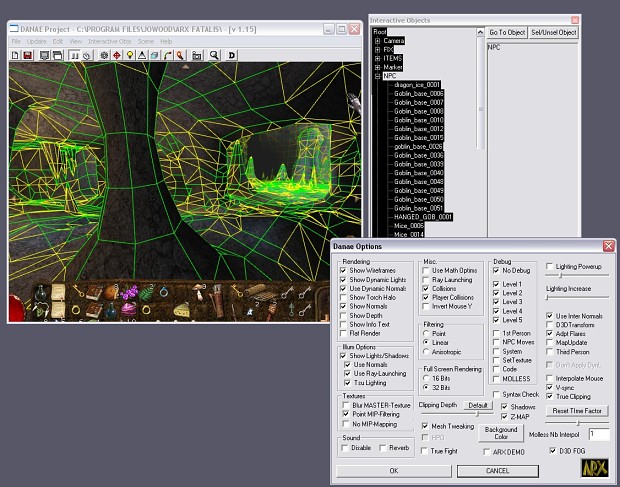 DANAE Project - C:\PROGRAM FILES\JOWOOD\ARX FATALIS\ - [v 1.15]
File Update Edit View Interactive Obje Scene Help
D
Interactive Objects
Root
Camera
FIX
ITEMS
Marker
NPC
dragon_ice_0001
Goblin_base_0006
Goblin_base_0007
Goblin_base_0008
Goblin_base_0010
Goblin_base_0012
Goblin_base_0015
goblin_base_0026
Goblin_base_0036
Goblin_base_0039
Goblin_base_0040
Goblin_base_0048
Goblin_base_0049
Goblin_base_0050
Goblin_base_0051
HANGED_GOB_0001
Mice_0006
Mice_0014
Go To Object Sel/Unsel Object
NPC
Danae Options
Rendering
Show Wireframes
Show Dynamic Lights
Use Dynamic Normals
Show Torch Halo
Show Normals
Show Depth
Show Info Text
Flat Render
Illum Options
Show Lights/Shadows
Use Normals
Use Ray-Launching
Tsu Lighting
Textures
Blur MASTER-Texture
Point MIP-Filtering
No MIP-Mapping
Sound
Disable Reverb
Misc.
Use Math Optims
Ray Launching
Collisions
Player Collisions
Invert Mouse Y
Filtering
Point
Linear
Anisotropic
Full Screen Rendering
16 Bits
32 Bits
Clipping Depth Default
Mesh Tweaking
HPO
True Fight
Background Color
Debug
No Debug
Level 1
Level 2
Level 3
Level 4
Level 5
1st Person
NPC Moves
System
SetTexture
Code
MOLLESS
Syntax Check
Shadows
Z-MAP
ARX DEMO
Lighting Powerup
Lighting Increase
Use Inter Normals
D3DTransform
Adpt Flares
MapUpdate
Third Person
Don't Apply Dynl.
Interpolate Mouse
V-sync
True Clipping
Reset TIme Factor
Molless Nb Interpol 1
D3D FOG
OK CANCEL
ARX